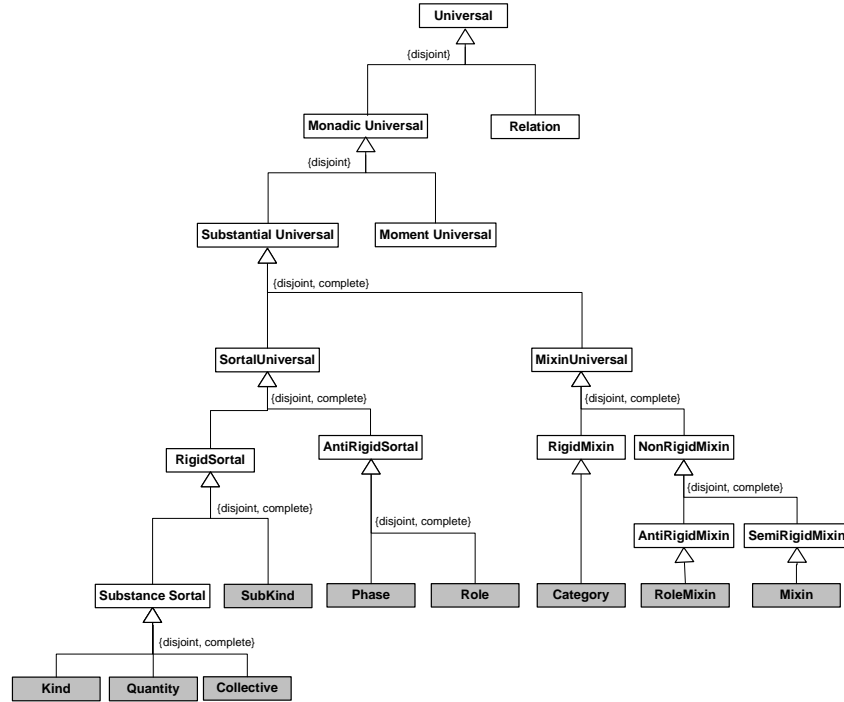 Universal
{disjoint}
Monadic Universal
Relation
{disjoint}
Substantial Universal
Moment Universal
{disjoint, complete}
SortalUniversal
MixinUniversal
{disjoint, complete}
{disjoint, complete}
RigidSortal
AntiRigidSortal
RigidMixin
NonRigidMixin
{disjoint, complete}
{disjoint, complete}
{disjoint, complete}
AntiRigidMixin
SemiRigidMixin
Substance Sortal
SubKind
Phase
Role
Category
RoleMixin
Mixin
{disjoint, complete}
Kind
Quantity
Collective